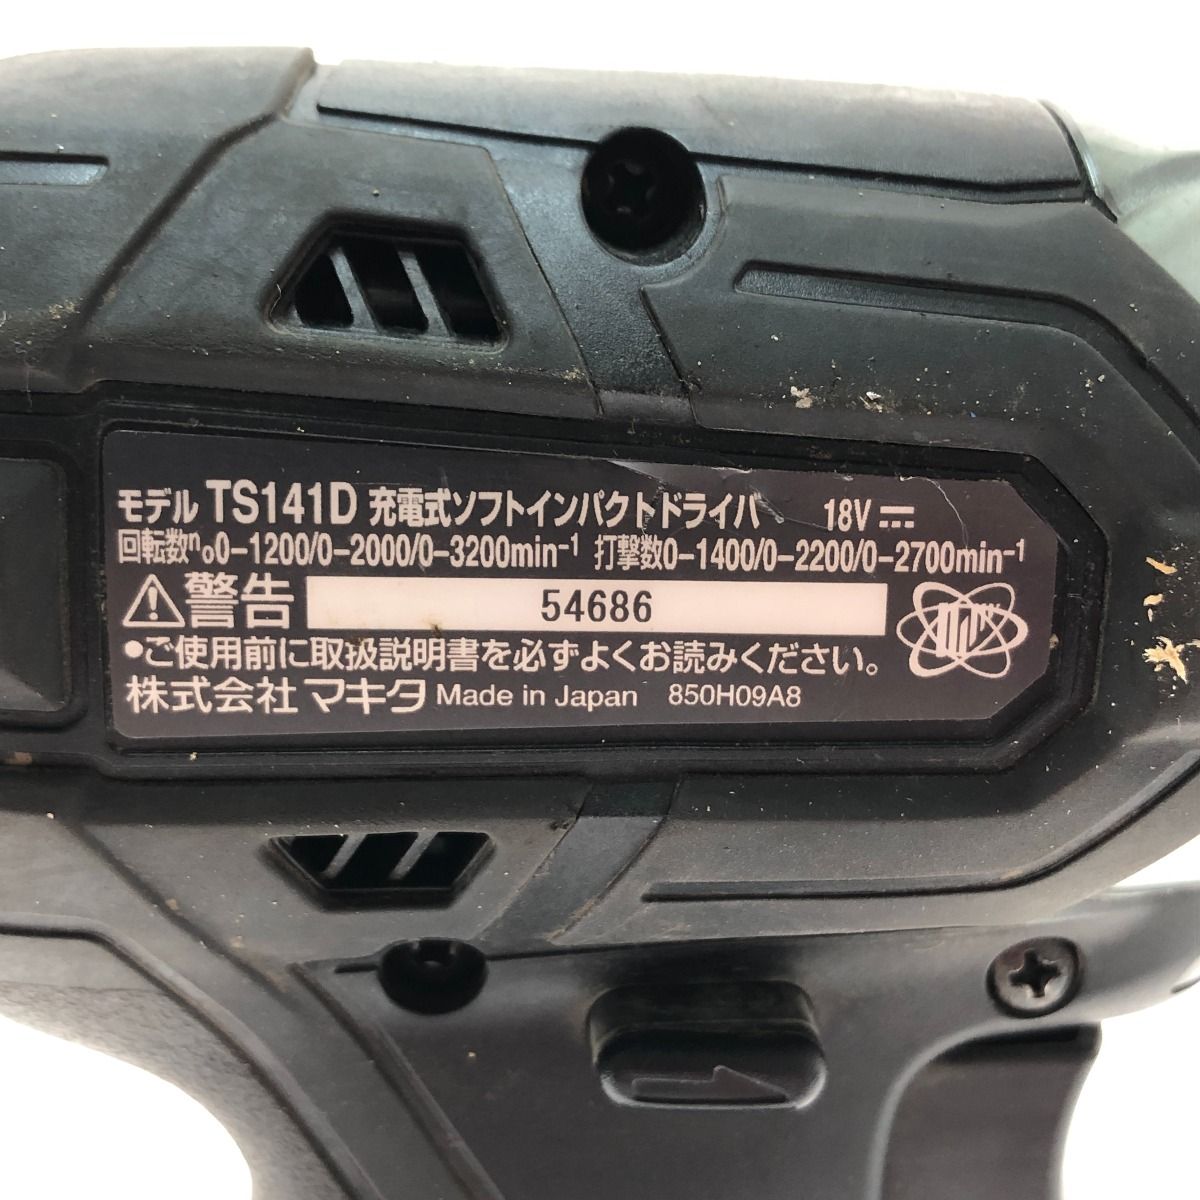 モデル TS141D 充電式ソフトインパクトドライバ 18V⎓
回転数n₀0-1200/0-2000/0-3200min⁻¹ 打撃数0-1400/0-2200/0-2700min⁻¹
⚠警告 54686
•ご使用前に取扱説明書を必ずよくお読みください。
株式会社 マキタ Made in Japan 850H09A8